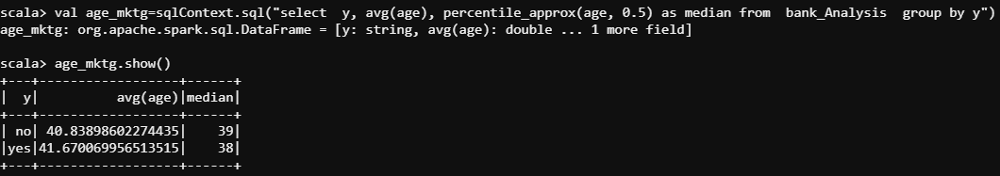 scala> val age_mktg=sqlContext.sql("select  y, avg(age), percentile_approx(age, 0.5) as median from  bank_Analysis  group by y")
age_mktg: org.apache.spark.sql.DataFrame = [y: string, avg(age): double ... 1 more field]
scala> age_mktg.show()
+---+------------------+------+
|  y|          avg(age)|median|
+---+------------------+------+
| no| 40.83898602274435|    39|
|yes|41.670069956513515|    38|
+---+------------------+------+